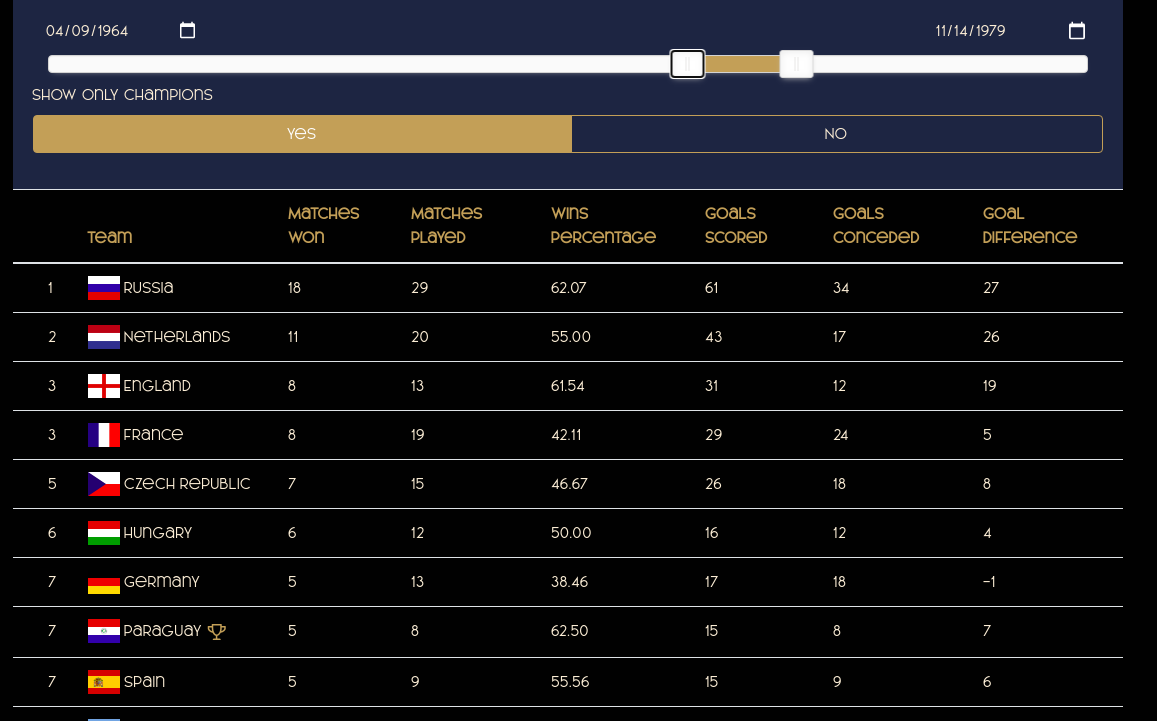 04/09/1964 11/14/1979
SHOW ONLY CHAMPIONS
Yes NO
Team Matches Won Matches Played Wins Percentage Goals Scored Goals Conceded Goal Difference
1 Russia 18 29 62.07 61 34 27
2 Netherlands 11 20 55.00 43 17 26
3 England 8 13 61.54 31 12 19
3 France 8 19 42.11 29 24 5
5 Czech Republic 7 15 46.67 26 18 8
6 Hungary 6 12 50.00 16 12 4
7 Germany 5 13 38.46 17 18 -1
7 Paraguay 5 8 62.50 15 8 7
7 Spain 5 9 55.56 15 9 6